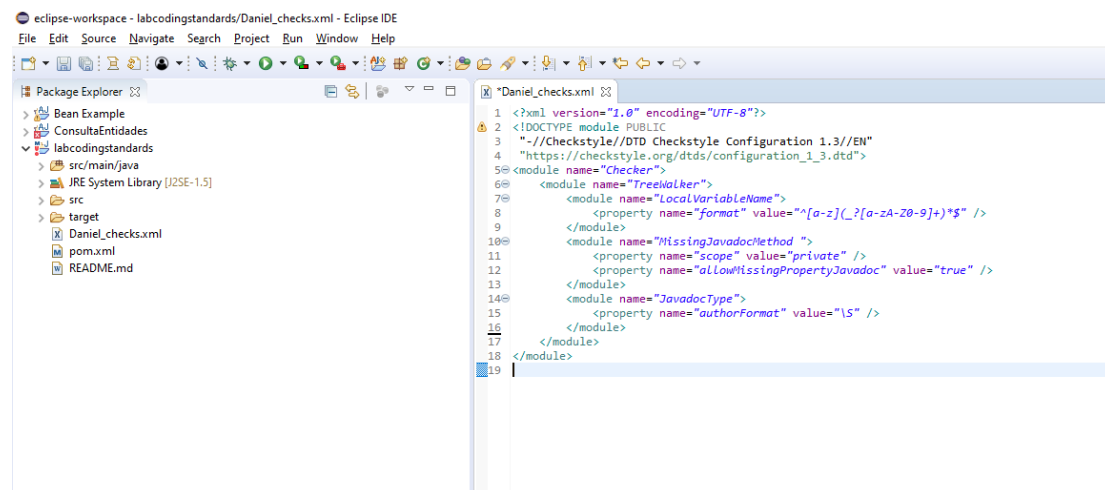 eclipse-workspace - labcodingstandards/Daniel_checks.xml - Eclipse IDE
File Edit Source Navigate Search Project Run Window Help
Package Explorer
Bean Example
ConsultaEntidades
labcodingstandards
src/main/java
JRE System Library [J2SE-1.5]
src
target
Daniel_checks.xml
pom.xml
README.md
*Daniel_checks.xml
1 <?xml version="1.0" encoding="UTF-8"?>
2 <!DOCTYPE module PUBLIC
3 "-//Checkstyle//DTD Checkstyle Configuration 1.3//EN"
4 "https://checkstyle.org/dtds/configuration_1_3.dtd">
5 <module name="Checker">
6 <module name="TreeWalker">
7 <module name="LocalVariableName">
8 <property name="format" value="^[a-z](_?[a-zA-Z0-9]+)*$" />
9 </module>
10 <module name="MissingJavadocMethod ">
11 <property name="scope" value="private" />
12 <property name="allowMissingPropertyJavadoc" value="true" />
13 </module>
14 <module name="JavadocType">
15 <property name="authorFormat" value="\S" />
16 </module>
17 </module>
18 </module>
19